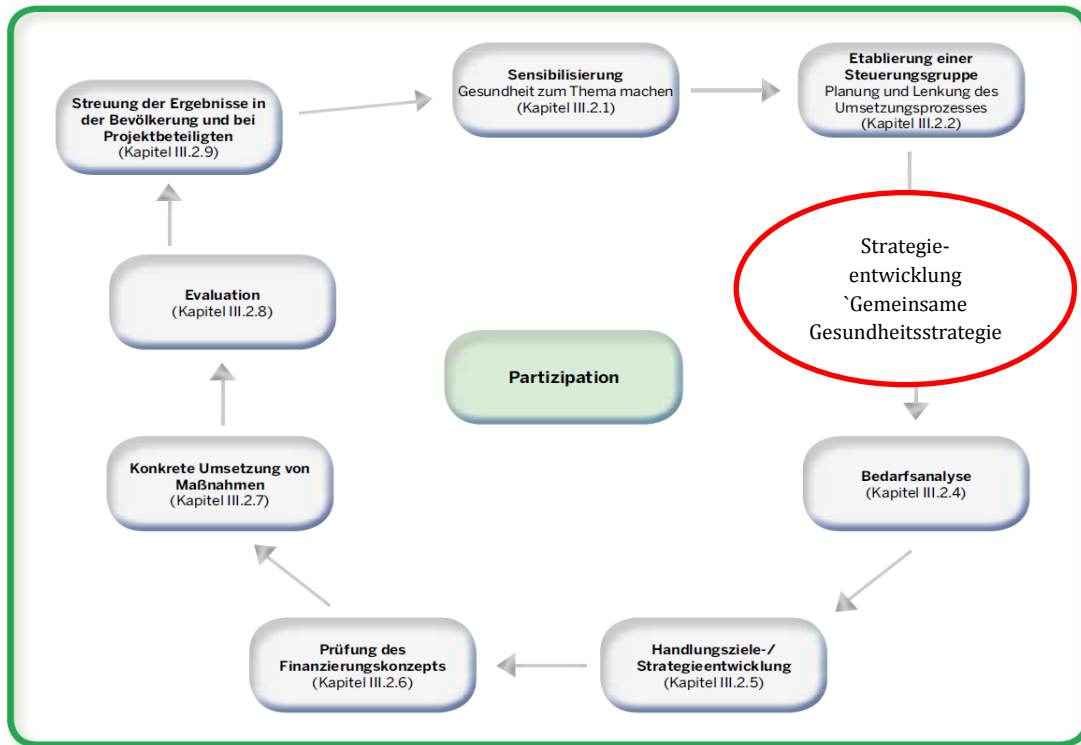 Sensibilisierung
Gesundheit zum Thema machen
(Kapitel III.2.1)
Etablierung einer
Steuerungsgruppe
Planung und Lenkung des
Umsetzungsprozesses
(Kapitel III.2.2)
Strategie-
entwicklung
`Gemeinsame
Gesundheitsstrategie
Bedarfsanalyse
(Kapitel III.2.4)
Handlungsziele-/
Strategieentwicklung
(Kapitel III.2.5)
Prüfung des
Finanzierungskonzepts
(Kapitel III.2.6)
Konkrete Umsetzung von
Maßnahmen
(Kapitel III.2.7)
Evaluation
(Kapitel III.2.8)
Streuung der Ergebnisse in
der Bevölkerung und bei
Projektbeteiligten
(Kapitel III.2.9)
Partizipation